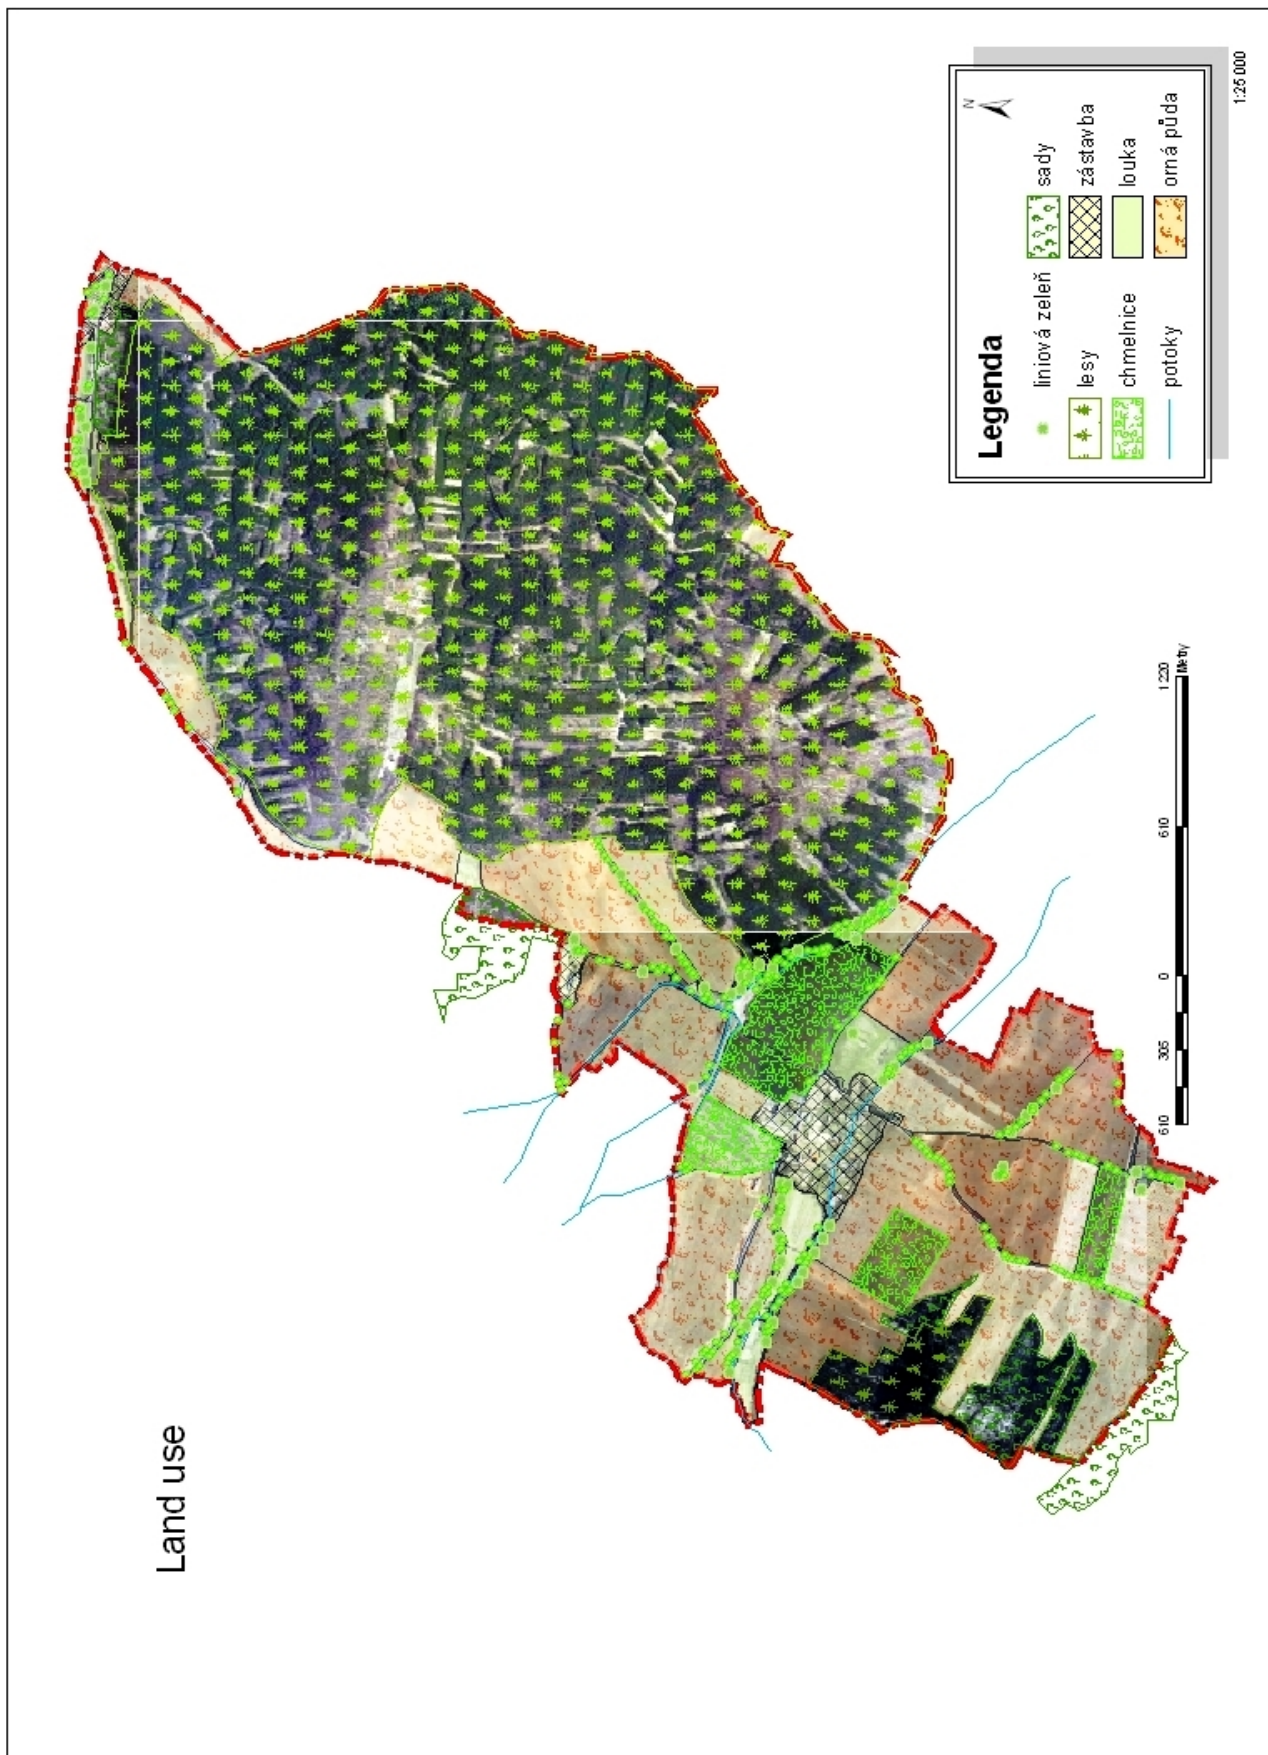 Land use
Legenda
N
liniová zeleň
sady
lesy
zástavba
chmelnice
louka
potoky
orná půda
610 305 0 610 1220
Metry
1:25 000